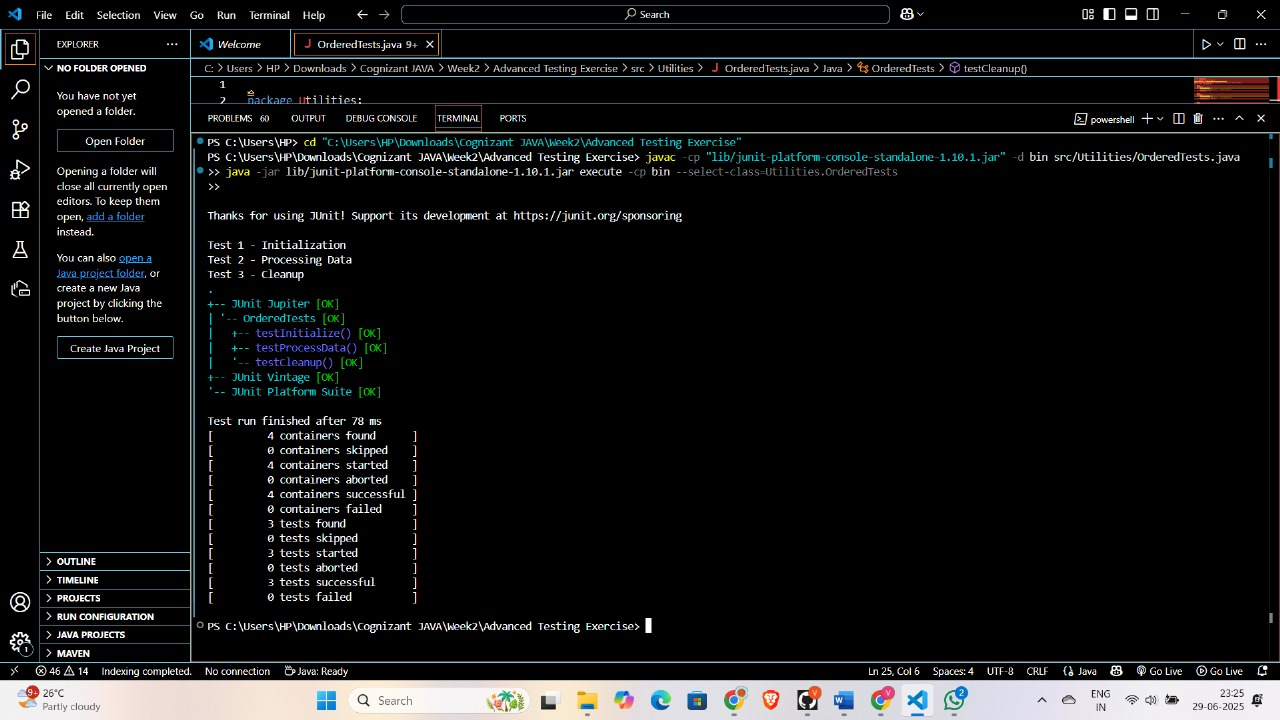 File Edit Selection View Go Run Terminal Help
Search
EXPLORER
Welcome
OrderedTests.java 9+
NO FOLDER OPENED
C: > Users > HP > Downloads > Cognizant JAVA > Week2 > Advanced Testing Exercise > src > Utilities > OrderedTests.java > Java > OrderedTests > testCleanup()
1
2 package Utilities;
You have not yet
opened a folder.
Open Folder
Opening a folder will
close all currently open
editors. To keep them
open, add a folder
instead.
You can also open a
Java project folder, or
create a new Java
project by clicking the
button below.
Create Java Project
OUTLINE
TIMELINE
PROJECTS
RUN CONFIGURATION
JAVA PROJECTS
MAVEN
PROBLEMS 60 OUTPUT DEBUG CONSOLE TERMINAL PORTS
powershell
PS C:\Users\HP> cd "C:\Users\HP\Downloads\Cognizant JAVA\Week2\Advanced Testing Exercise"
PS C:\Users\HP\Downloads\Cognizant JAVA\Week2\Advanced Testing Exercise> javac -cp "lib/junit-platform-console-standalone-1.10.1.jar" -d bin src/Utilities/OrderedTests.java
>> java -jar lib/junit-platform-console-standalone-1.10.1.jar execute -cp bin --select-class=Utilities.OrderedTests
>>
Thanks for using JUnit! Support its development at https://junit.org/sponsoring
Test 1 - Initialization
Test 2 - Processing Data
Test 3 - Cleanup
.
+-- JUnit Jupiter [OK]
| '-- OrderedTests [OK]
|   +-- testInitialize() [OK]
|   +-- testProcessData() [OK]
|   '-- testCleanup() [OK]
+-- JUnit Vintage [OK]
'-- JUnit Platform Suite [OK]
Test run finished after 78 ms
[ 4 containers found ]
[ 0 containers skipped ]
[ 4 containers started ]
[ 0 containers aborted ]
[ 4 containers successful ]
[ 0 containers failed ]
[ 3 tests found ]
[ 0 tests skipped ]
[ 3 tests started ]
[ 0 tests aborted ]
[ 3 tests successful ]
[ 0 tests failed ]
PS C:\Users\HP\Downloads\Cognizant JAVA\Week2\Advanced Testing Exercise>
1
46 14 Indexing completed. No connection Java: Ready Ln 25, Col 6 Spaces: 4 UTF-8 CRLF {} Java Go Live Go Live
9+
26°C
Partly cloudy
Search
V
V
2
ENG
IN
23:25
29-06-2025